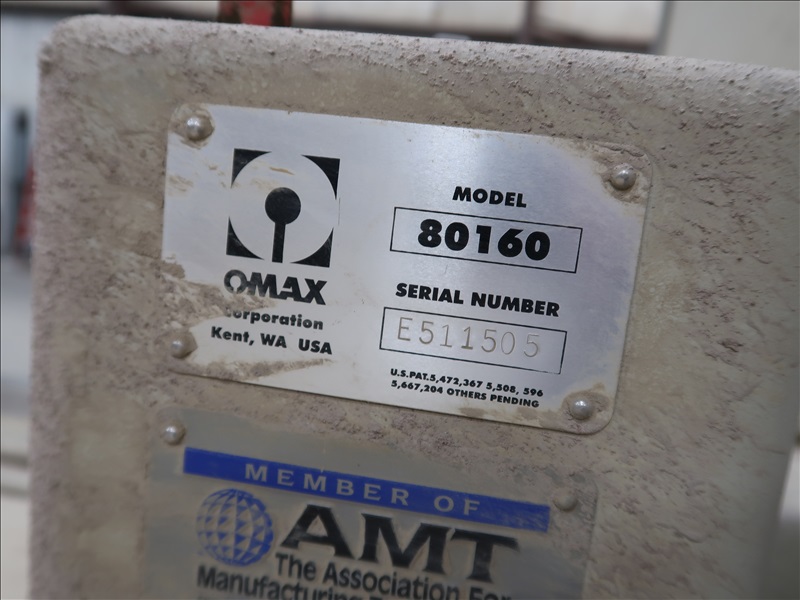 MODEL
80160
OMAX
SERIAL NUMBER
Corporation
E511505
Kent, WA USA
U.S.PAT.5,472,367 5,508, 596
5,667,204 OTHERS PENDING
MEMBER OF
AMT
The Association For
Manufacturing